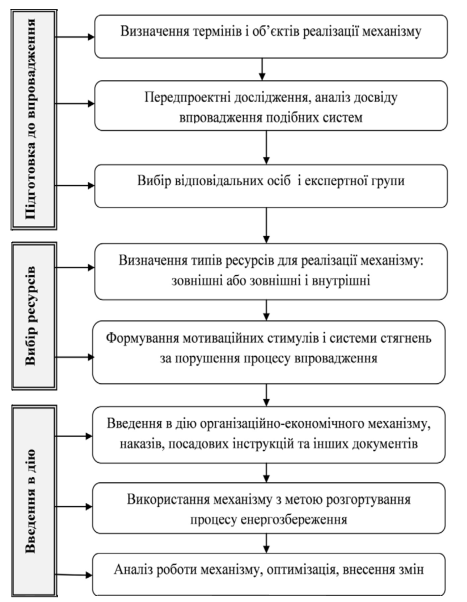 Підготовка до впровадження
Визначення термінів і об’єктів реалізації механізму
Передпроектні дослідження, аналіз досвіду
впровадження подібних систем
Вибір відповідальних осіб і експертної групи
Вибір ресурсів
Визначення типів ресурсів для реалізації механізму:
зовнішні або зовнішні і внутрішні
Формування мотиваційних стимулів і системи стягнень
за порушення процесу впровадження
Введення в дію
Введення в дію організаційно-економічного механізму,
наказів, посадових інструкцій та інших документів
Використання механізму з метою розгортування
процесу енергозбереження
Аналіз роботи механізму, оптимізація, внесення змін